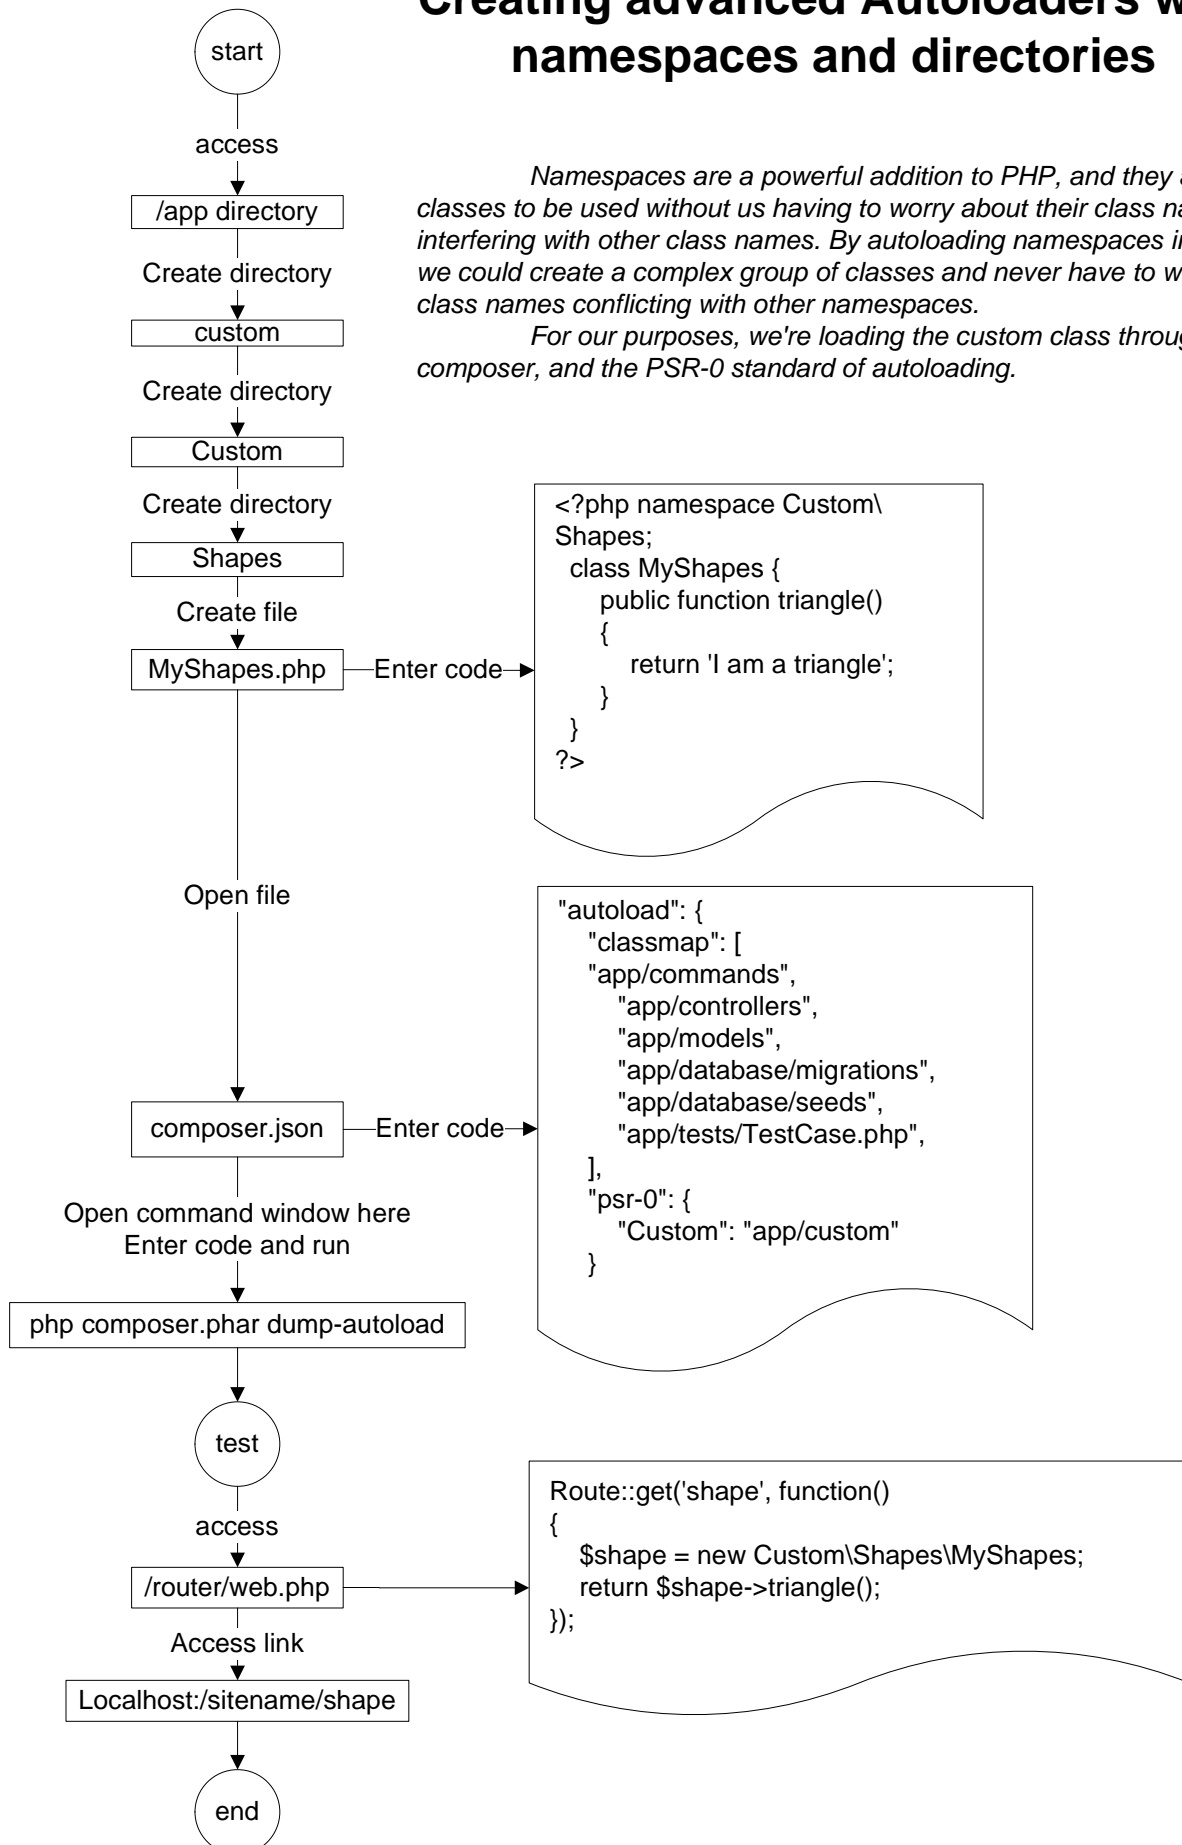 Creating advanced Autoloaders
namespaces and directories
start
access
/app directory
Create directory
custom
Create directory
Custom
Create directory
Shapes
Create file
MyShapes.php
Enter code
Namespaces are a powerful addition to PHP, and they
classes to be used without us having to worry about their class
interfering with other class names. By autoloading namespaces
we could create a complex group of classes and never have to
class names conflicting with other namespaces.
For our purposes, we're loading the custom class
composer, and the PSR-0 standard of autoloading.
<?php namespace Custom\
Shapes;
class MyShapes {
public function triangle()
{
return 'I am a triangle';
}
}
?>
Open file
composer.json
Enter code
"autoload": {
"classmap": [
"app/commands",
"app/controllers",
"app/models",
"app/database/migrations",
"app/database/seeds",
"app/tests/TestCase.php",
],
"psr-0": {
"Custom": "app/custom"
}
Open command window here
Enter code and run
php composer.phar dump-autoload
test
access
/router/web.php
Route::get('shape', function()
{
$shape = new Custom\Shapes\MyShapes;
return $shape->triangle();
});
Access link
Localhost:/sitename/shape
end